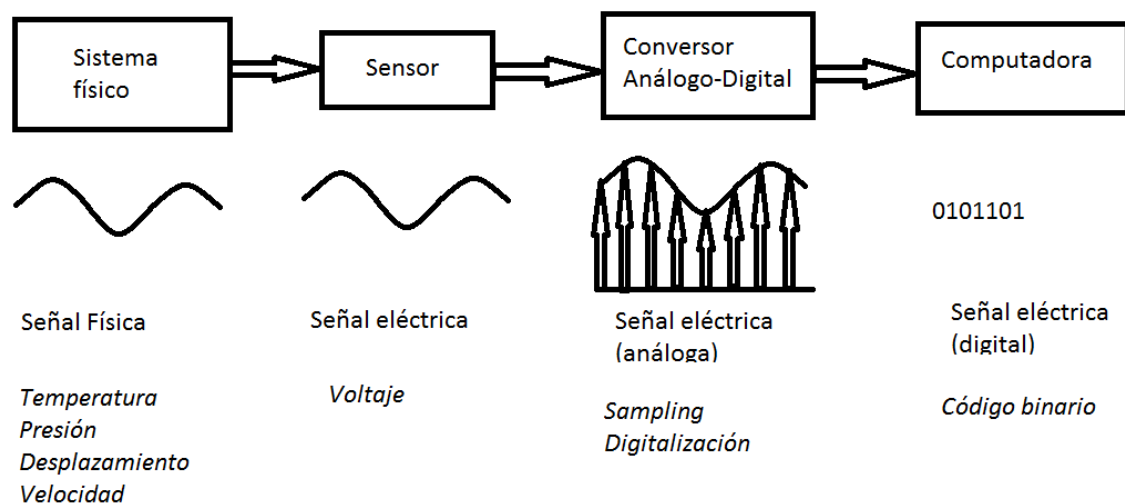 Sistema
físico
Sensor
Conversor
Análogo-Digital
Computadora
0101101
Señal Física
Señal eléctrica
Señal eléctrica
(análoga)
Señal eléctrica
(digital)
Temperatura
Presión
Desplazamiento
Velocidad
Voltaje
Sampling
Digitalización
Código binario